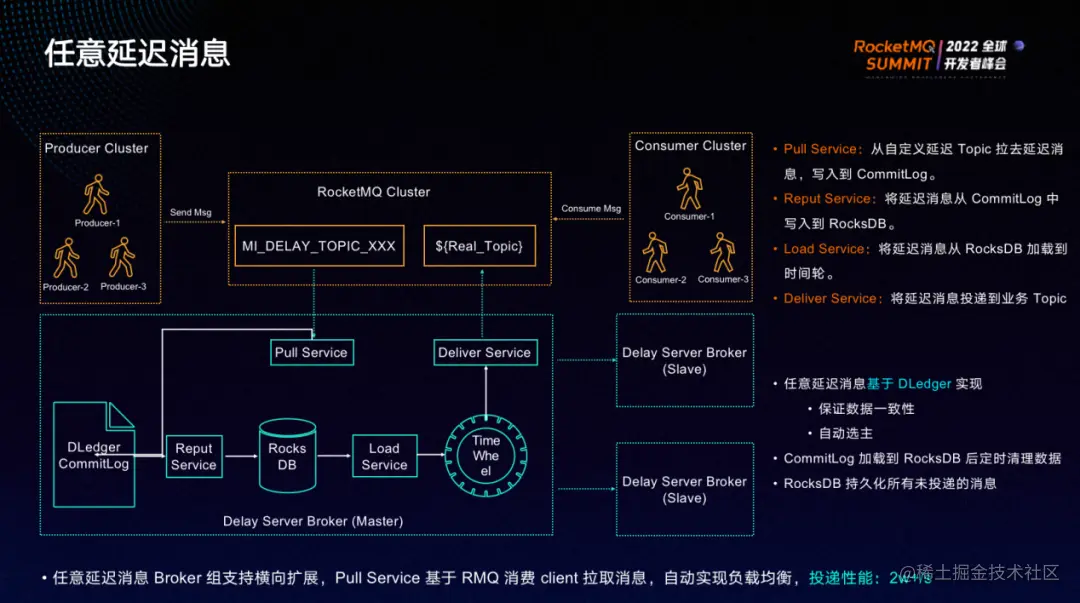 任意延迟消息
RocketMQ
SUMMIT
2022 全球
开发者峰会
Producer Cluster
Producer-1
Producer-2
Producer-3
Send Msg
RocketMQ Cluster
MI_DELAY_TOPIC_XXX
${Real_Topic}
Consume Msg
Consumer Cluster
Consumer-1
Consumer-2
Consumer-3
• Pull Service：从自定义延迟 Topic 拉去延迟消
息，写入到 CommitLog。
• Reput Service：将延迟消息从 CommitLog 中
写入到 RocksDB。
• Load Service：将延迟消息从 RocksDB 加载到
时间轮。
• Deliver Service：将延迟消息投递到业务 Topic
Pull Service
Deliver Service
DLedger
CommitLog
Reput
Service
Rocks
DB
Load
Service
Time
Whe
el
Delay Server Broker (Master)
Delay Server Broker
(Slave)
Delay Server Broker
(Slave)
• 任意延迟消息基于 DLedger 实现
• 保证数据一致性
• 自动选主
• CommitLog 加载到 RocksDB 后定时清理数据
• RocksDB 持久化所有未投递的消息
• 任意延迟消息 Broker 组支持横向扩展，Pull Service 基于 RMQ 消费 client 拉取消息，自动实现负载均衡，投递性能：2w+/s
@稀土掘金技术社区